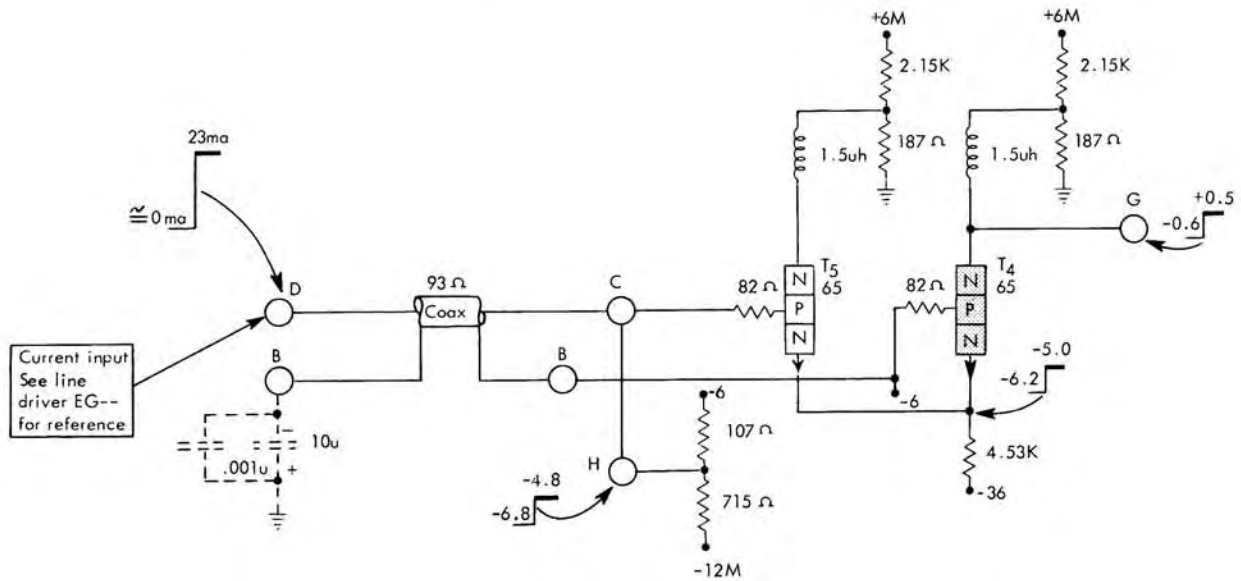 +6M
+6M
2.15K
2.15K
187 Ω
187 Ω
1.5uh
1.5uh
23ma
≅ 0 ma
G
+0.5
-0.6
T5
65
T4
65
N
P
N
N
P
N
82Ω
82Ω
93 Ω
Coax
D
C
B
B
Current input
See line
driver EG--
for reference
-6
-6
-5.0
-6.2
10u
.001u
−
+
H
-4.8
-6.8
107 Ω
715 Ω
-12M
4.53K
-36